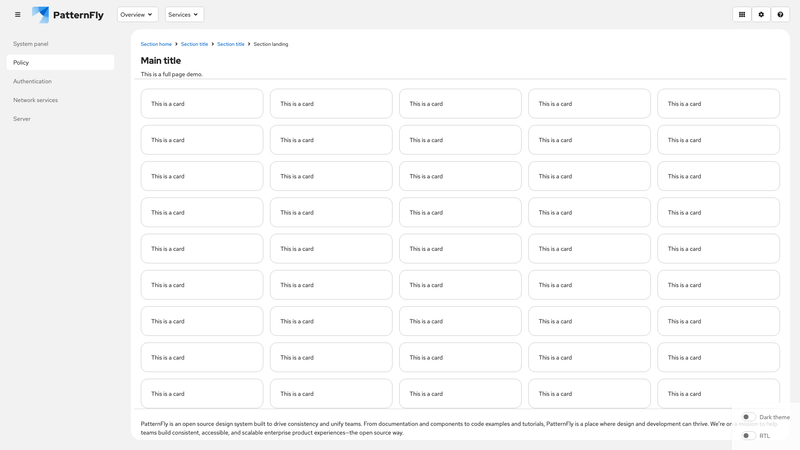 PatternFly
Overview
Services
System panel
Policy
Authentication
Network services
Server
Section home > Section title > Section title > Section landing
Main title
This is a full page demo.
This is a card This is a card This is a card This is a card This is a card
This is a card This is a card This is a card This is a card This is a card
This is a card This is a card This is a card This is a card This is a card
This is a card This is a card This is a card This is a card This is a card
This is a card This is a card This is a card This is a card This is a card
This is a card This is a card This is a card This is a card This is a card
This is a card This is a card This is a card This is a card This is a card
This is a card This is a card This is a card This is a card This is a card
This is a card This is a card This is a card This is a card This is a card
PatternFly is an open source design system built to drive consistency and unify teams. From documentation and components to code examples and tutorials, PatternFly is a place where design and development can thrive. We're on a mission to help
teams build consistent, accessible, and scalable enterprise product experiences—the open source way.
Dark theme
RTL